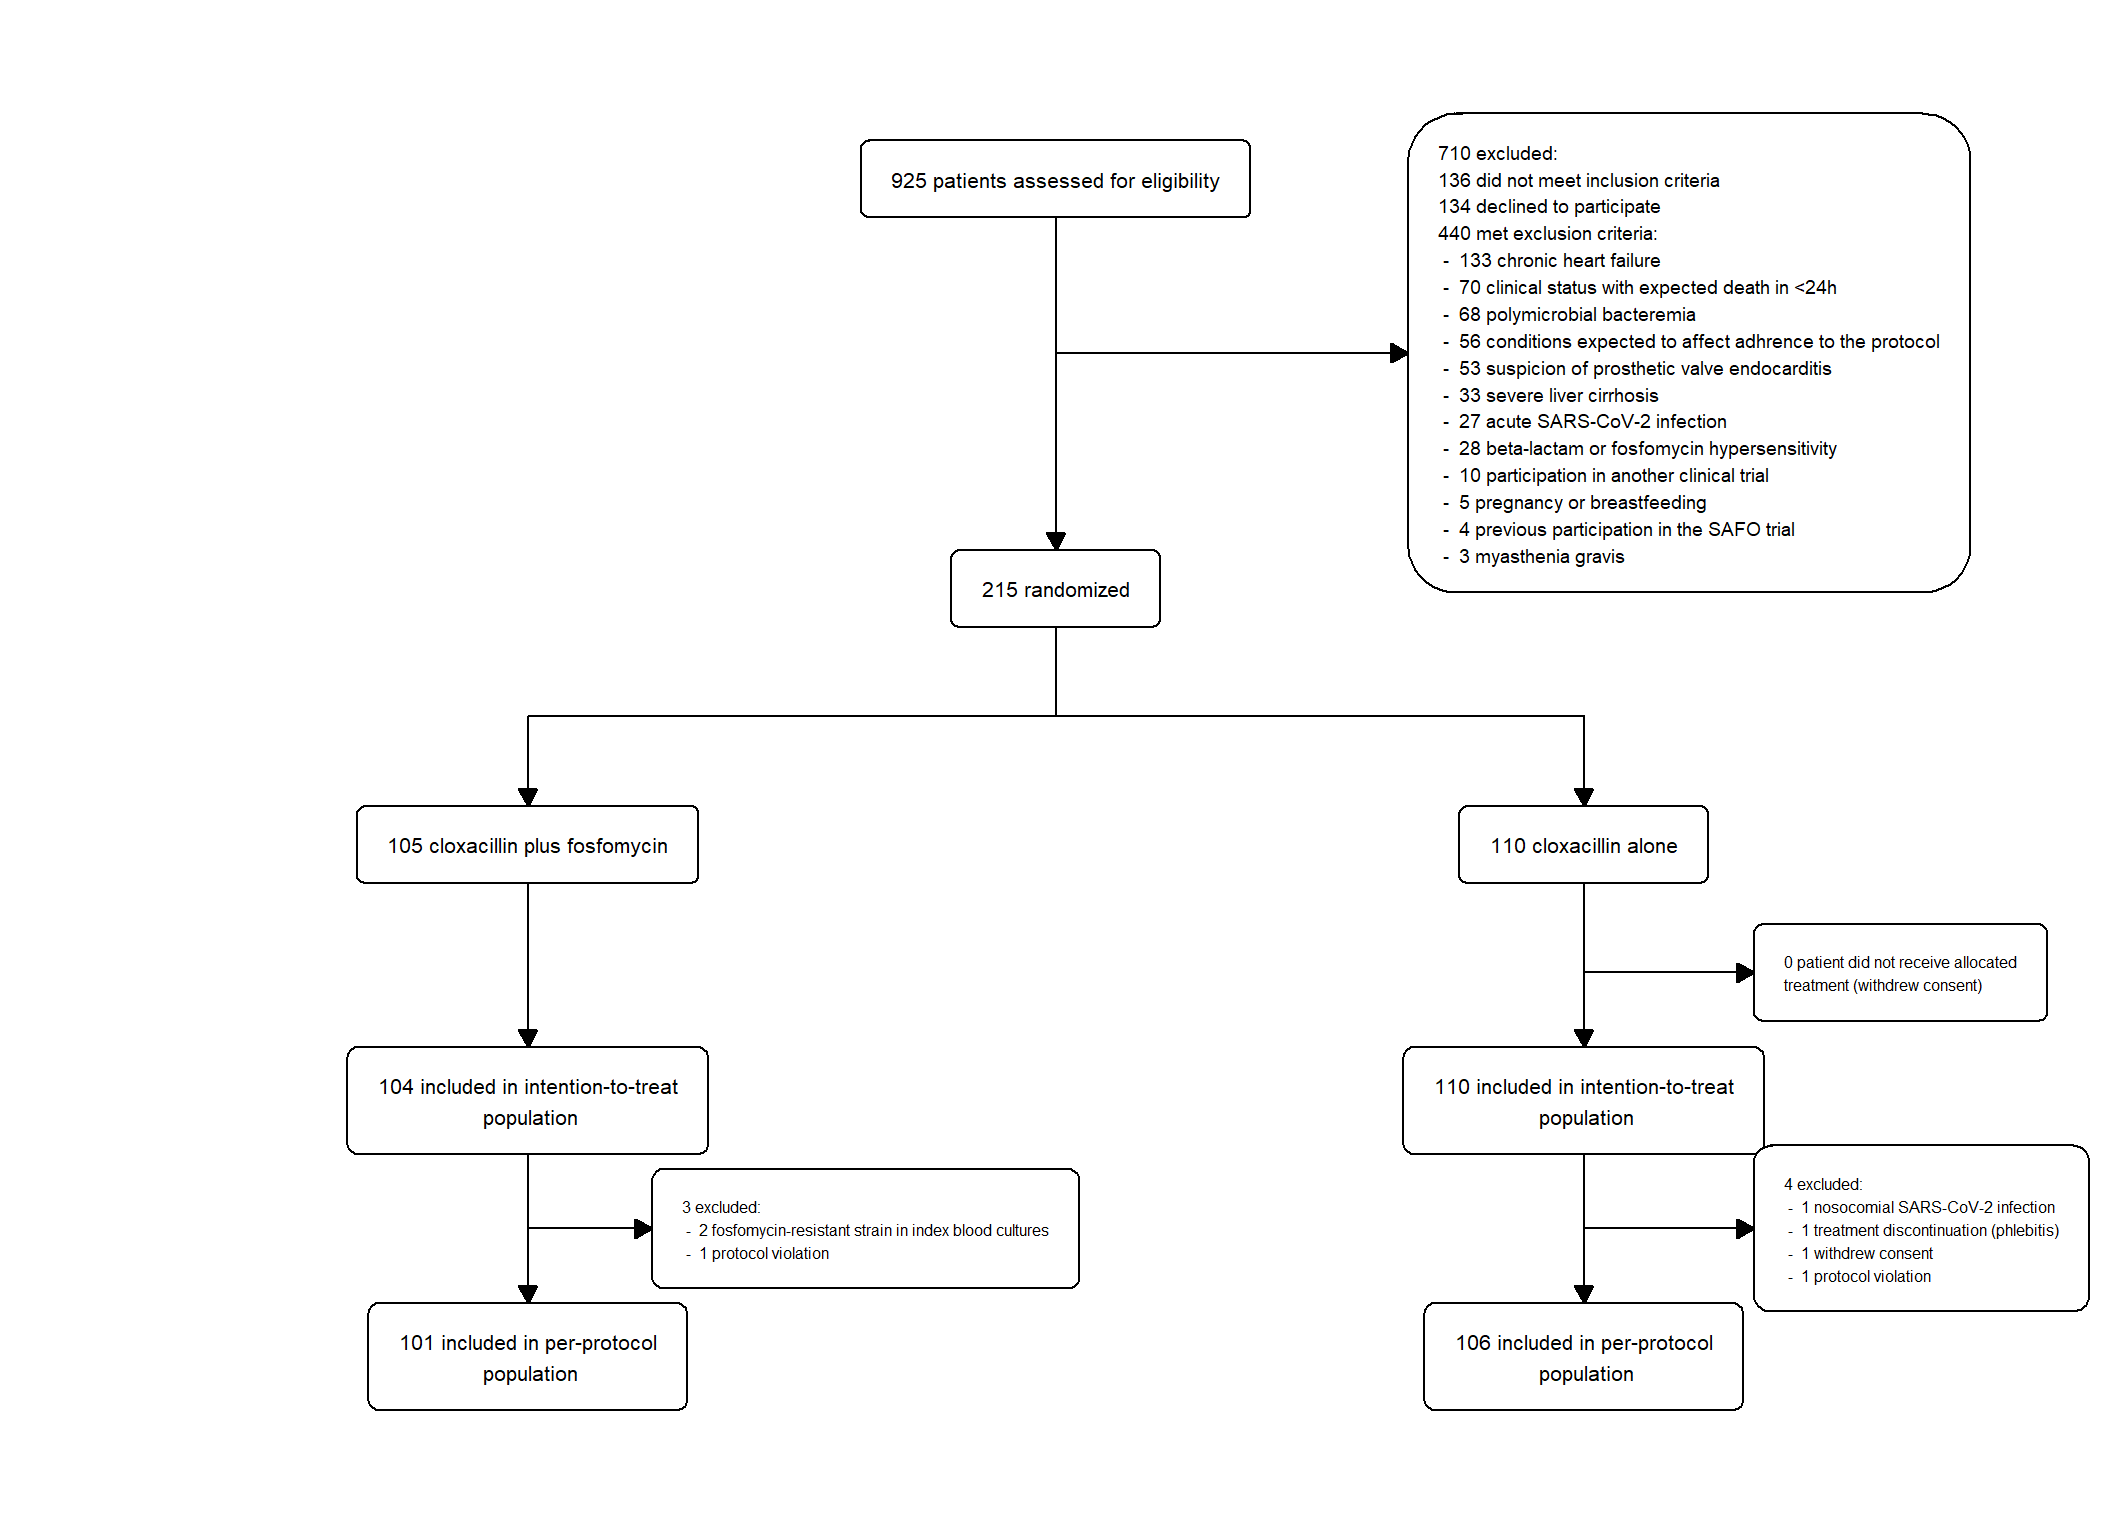 925 patients assessed for eligibility
710 excluded:
136 did not meet inclusion criteria
134 declined to participate
440 met exclusion criteria:
- 133 chronic heart failure
- 70 clinical status with expected death in <24h
- 68 polymicrobial bacteremia
- 56 conditions expected to affect adhrence to the protocol
- 53 suspicion of prosthetic valve endocarditis
- 33 severe liver cirrhosis
- 27 acute SARS-CoV-2 infection
- 28 beta-lactam or fosfomycin hypersensitivity
- 10 participation in another clinical trial
- 5 pregnancy or breastfeeding
- 4 previous participation in the SAFO trial
- 3 myasthenia gravis
215 randomized
105 cloxacillin plus fosfomycin
110 cloxacillin alone
0 patient did not receive allocated
treatment (withdrew consent)
104 included in intention-to-treat
population
110 included in intention-to-treat
population
3 excluded:
- 2 fosfomycin-resistant strain in index blood cultures
- 1 protocol violation
4 excluded:
- 1 nosocomial SARS-CoV-2 infection
- 1 treatment discontinuation (phlebitis)
- 1 withdrew consent
- 1 protocol violation
101 included in per-protocol
population
106 included in per-protocol
population